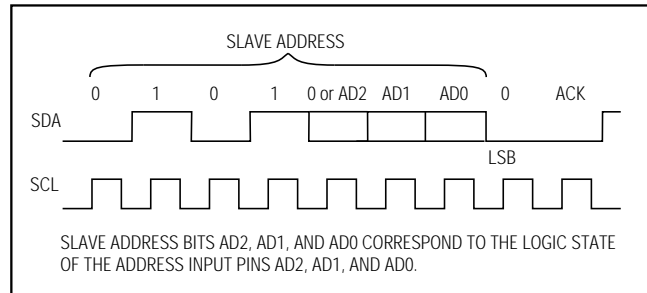 SLAVE ADDRESS
0 1 0 1 0 or AD2 AD1 AD0 0 ACK
SDA
LSB
SCL
SLAVE ADDRESS BITS AD2, AD1, AND AD0 CORRESPOND TO THE LOGIC STATE
OF THE ADDRESS INPUT PINS AD2, AD1, AND AD0.